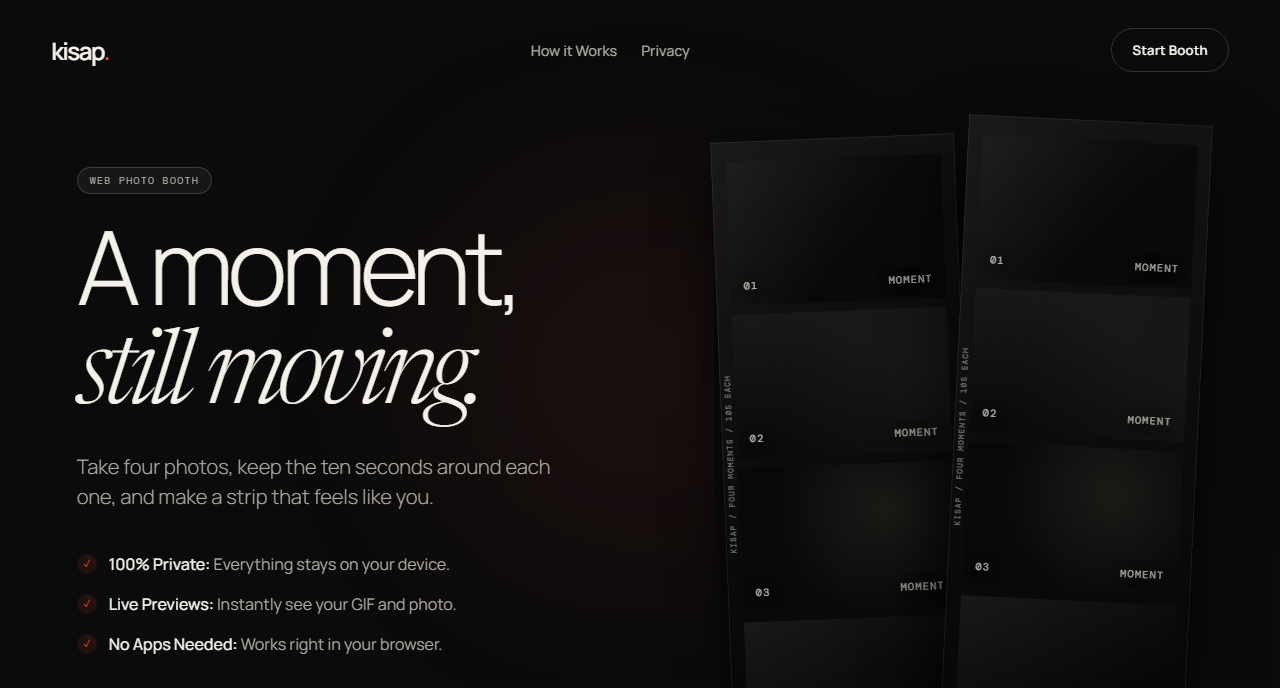 kisap.
How it Works
Privacy
Start Booth
WEB PHOTO BOOTH
A moment,
still moving.
Take four photos, keep the ten seconds around each
one, and make a strip that feels like you.
✓ 100% Private: Everything stays on your device.
✓ Live Previews: Instantly see your GIF and photo.
✓ No Apps Needed: Works right in your browser.
KISAP / FOUR MOMENTS / 10S EACH
01 MOMENT
02 MOMENT
03 MOMENT
KISAP / FOUR MOMENTS / 10S EACH
01 MOMENT
02 MOMENT
03 MOMENT